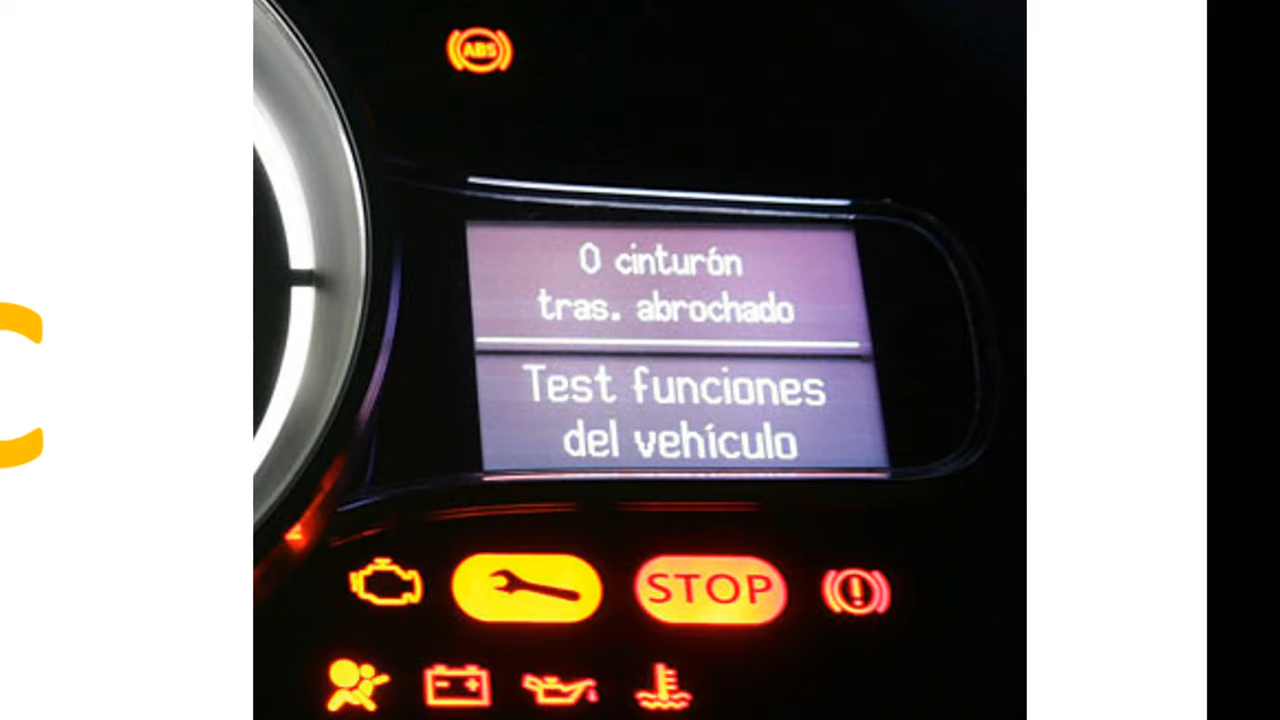 ABS
0 cinturón
tras. abrochado
Test funciones
del vehículo
STOP